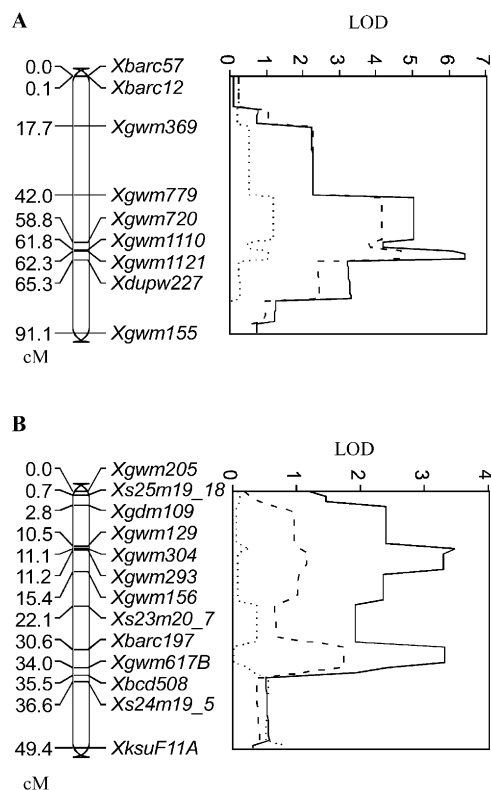 A
LOD
0 1 2 3 4 5 6 7
0.0 Xbarc57
0.1 Xbarc12
17.7 Xgwm369
42.0 Xgwm779
58.8 Xgwm720
61.8 Xgwm1110
62.3 Xgwm1121
65.3 Xdupw227
91.1 Xgwm155
cM
B
LOD
0 1 2 3 4
0.0 Xgwm205
0.7 Xs25m19_18
2.8 Xgdm109
10.5 Xgwm129
11.1 Xgwm304
11.2 Xgwm293
15.4 Xgwm156
22.1 Xs23m20_7
30.6 Xbarc197
34.0 Xgwm617B
35.5 Xbcd508
36.6 Xs24m19_5
49.4 XksuF11A
cM